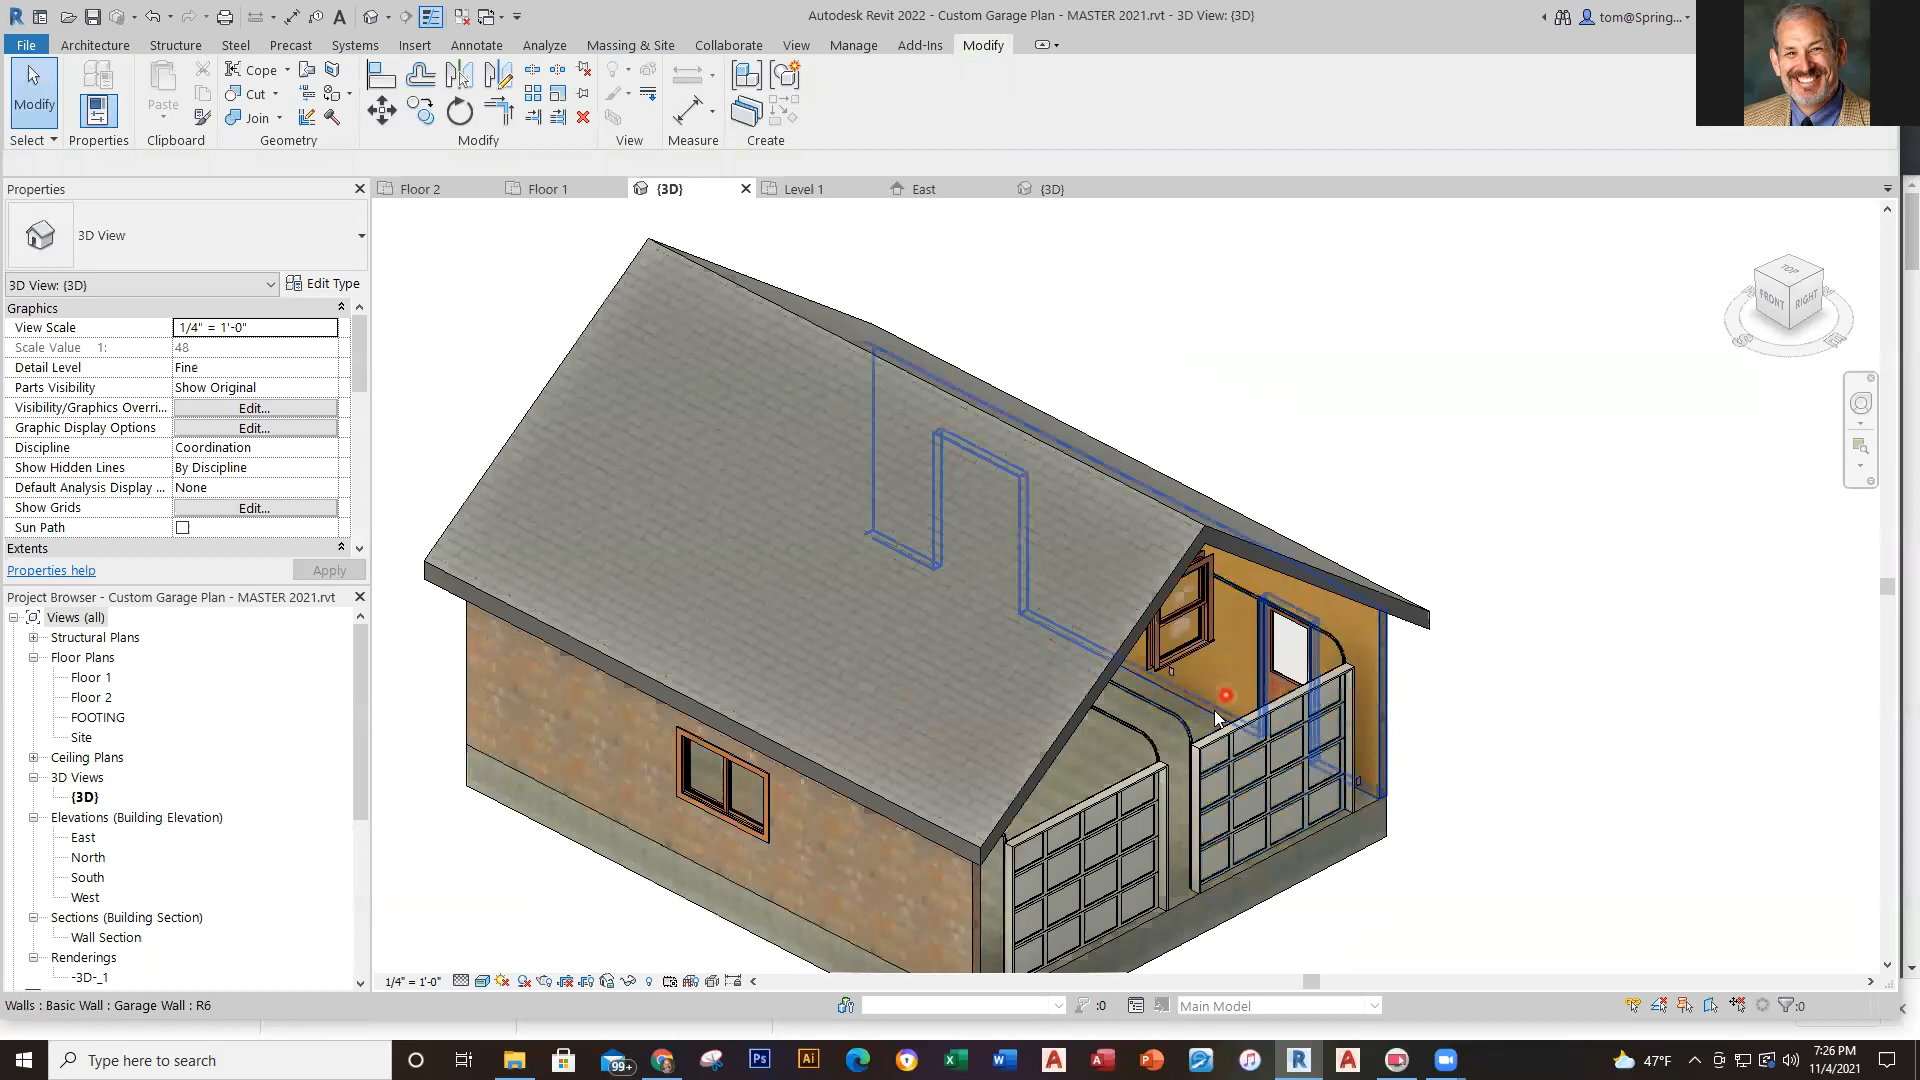 Autodesk Revit 2022 - Custom Garage Plan - MASTER 2021.rvt - 3D View: {3D}
tom@Spring...
File Architecture Structure Steel Precast Systems Insert Annotate Analyze Massing & Site Collaborate View Manage Add-Ins Modify
Modify
Paste
Cope
Cut
Join
Select Properties Clipboard Geometry Modify View Measure Create
Properties
Floor 2 Floor 1 {3D} Level 1 East {3D}
3D View
3D View: {3D} Edit Type
Graphics
View Scale 1/4" = 1'-0"
Scale Value 1: 48
Detail Level Fine
Parts Visibility Show Original
Visibility/Graphics Overri... Edit...
Graphic Display Options Edit...
Discipline Coordination
Show Hidden Lines By Discipline
Default Analysis Display ... None
Show Grids Edit...
Sun Path
Extents
Properties help Apply
Project Browser - Custom Garage Plan - MASTER 2021.rvt
Views (all)
Structural Plans
Floor Plans
Floor 1
Floor 2
FOOTING
Site
Ceiling Plans
3D Views
{3D}
Elevations (Building Elevation)
East
North
South
West
Sections (Building Section)
Wall Section
Renderings
-3D-_1
TOP
FRONT
RIGHT
1/4" = 1'-0"
Walls : Basic Wall : Garage Wall : R6
:0
Main Model
:0
Type here to search
99+
Ps
Ai
47°F
7:26 PM
11/4/2021